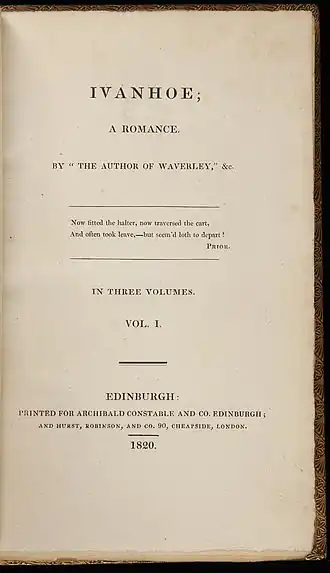 IVANHOE;
A ROMANCE.
BY "THE AUTHOR OF WAVERLEY," &c.
Now fitted the halter, now traversed the cart,
And often took leave,—but seem'd loth to depart!
PRIOR.
IN THREE VOLUMES.
VOL. I.
EDINBURGH:
PRINTED FOR ARCHIBALD CONSTABLE AND CO. EDINBURGH;
AND HURST, ROBINSON, AND CO. 90, CHEAPSIDE, LONDON.
1820.